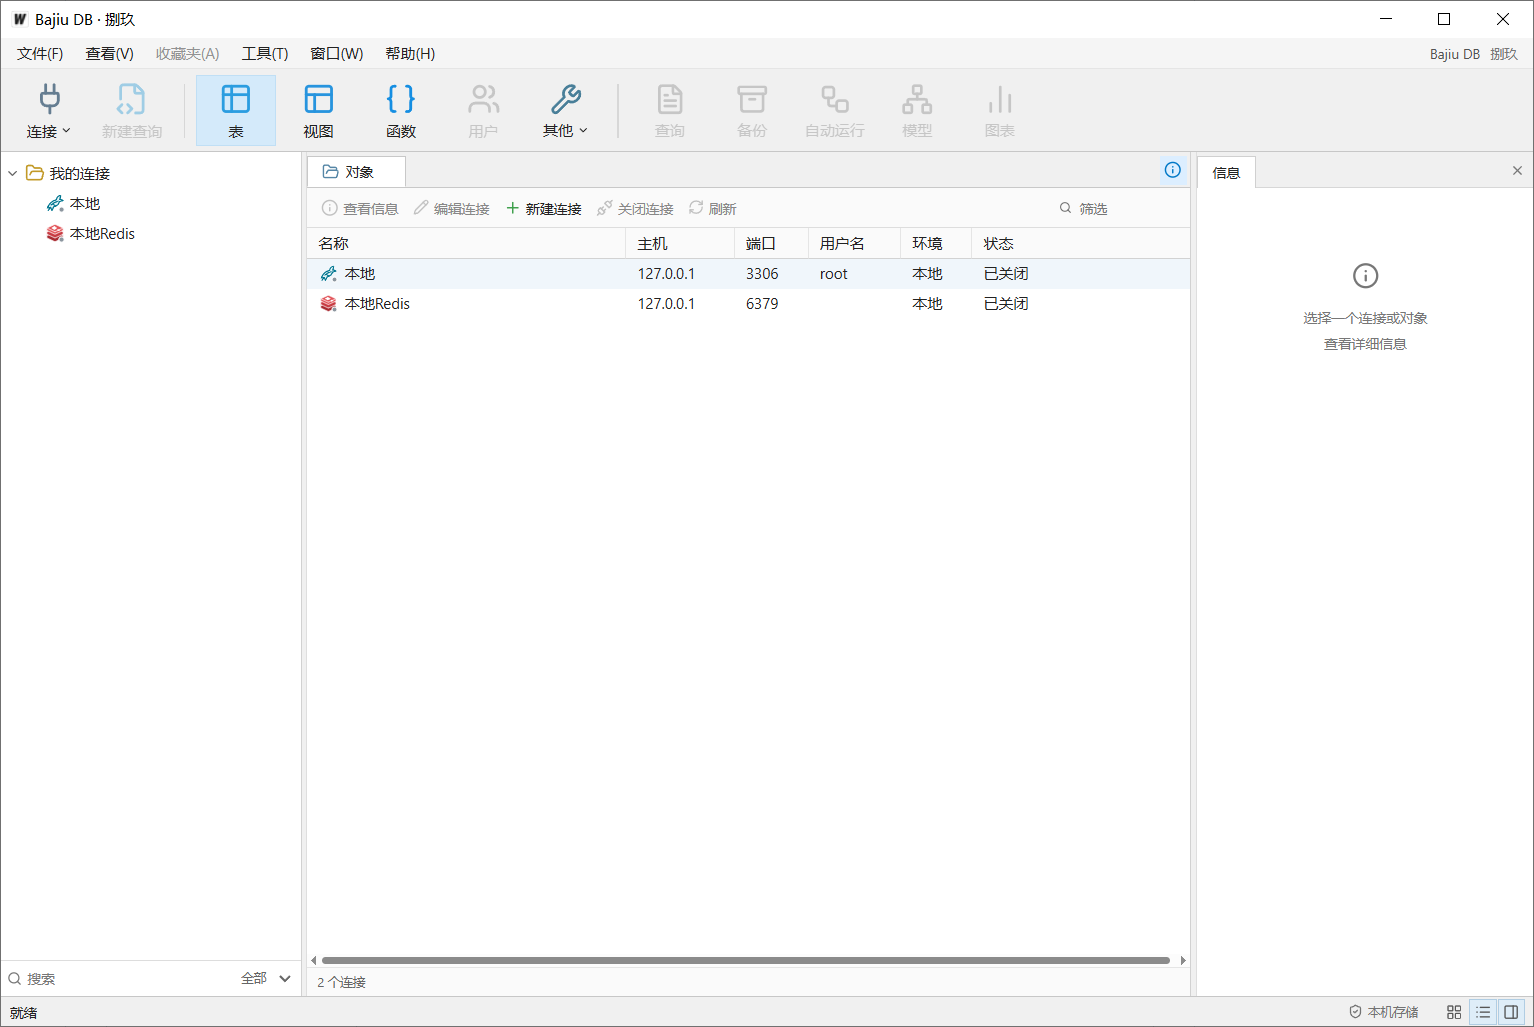 W Bajiu DB · 捌玖
文件(F) 查看(V) 收藏夹(A) 工具(T) 窗口(W) 帮助(H) Bajiu DB 捌玖
连接 新建查询 表 视图 函数 用户 其他 查询 备份 自动运行 模型 图表
我的连接
本地
本地Redis
搜索 全部
对象
查看信息 编辑连接 新建连接 关闭连接 刷新 筛选
名称 主机 端口 用户名 环境 状态
本地 127.0.0.1 3306 root 本地 已关闭
本地Redis 127.0.0.1 6379 本地 已关闭
2 个连接
信息
选择一个连接或对象
查看详细信息
就绪 本机存储